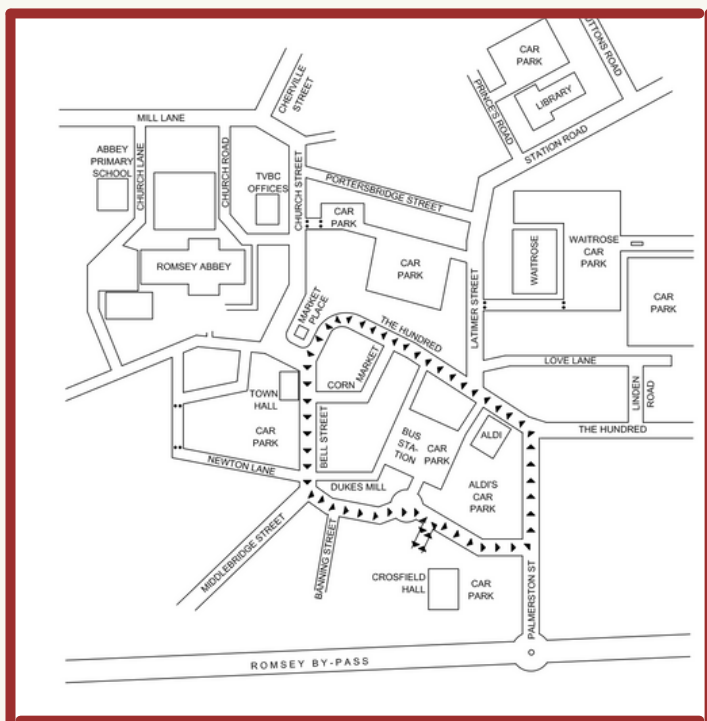 CAR
PARK
UTTONS ROAD
CHERVILLE
STREET
PRINCE'S ROAD
LIBRARY
MILL LANE
STATION ROAD
ABBEY
PRIMARY
SCHOOL
CHURCH LANE
CHURCH ROAD
TVBC
OFFICES
CHURCH STREET
PORTERSBRIDGE STREET
CAR
PARK
CAR
PARK
WAITROSE
WAITROSE
CAR
PARK
ROMSEY ABBEY
CAR
PARK
MARKET
PLACE
THE HUNDRED
LATIMER STREET
LOVE LANE
CORN
MARKET
LINDEN
ROAD
TOWN
HALL
CAR
PARK
BELL STREET
BUS
STA-
TION
CAR
PARK
ALDI
THE HUNDRED
NEWTON LANE
DUKES MILL
ALDI'S
CAR
PARK
MIDDLEBRIDGE STREET
BANNING STREET
CROSFIELD
HALL
CAR
PARK
PALMERSTON ST
ROMSEY BY-PASS